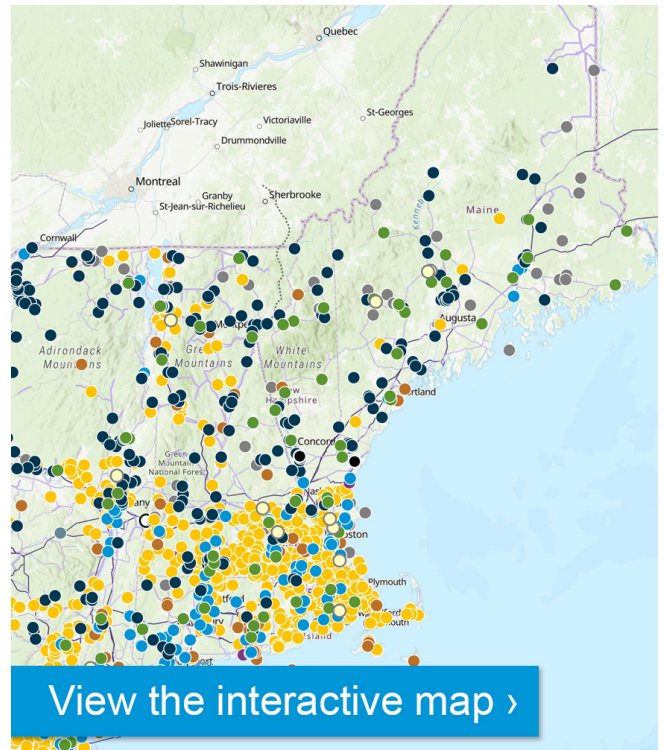 Quebec
Shawinigan
Trois-Rivieres
St-Georges
Joliette
Sorel-Tracy
Victoriaville
Drummondville
Montreal
Granby
Sherbrooke
St-Jean-sur-Richelieu
Maine
Cornwall
Augusta
Adirondack
Mountains
Green
Mountains
White
Mountains
New
Hampshire
Concord
Green
Mountain
National Forest
Plymouth
View the interactive map ›